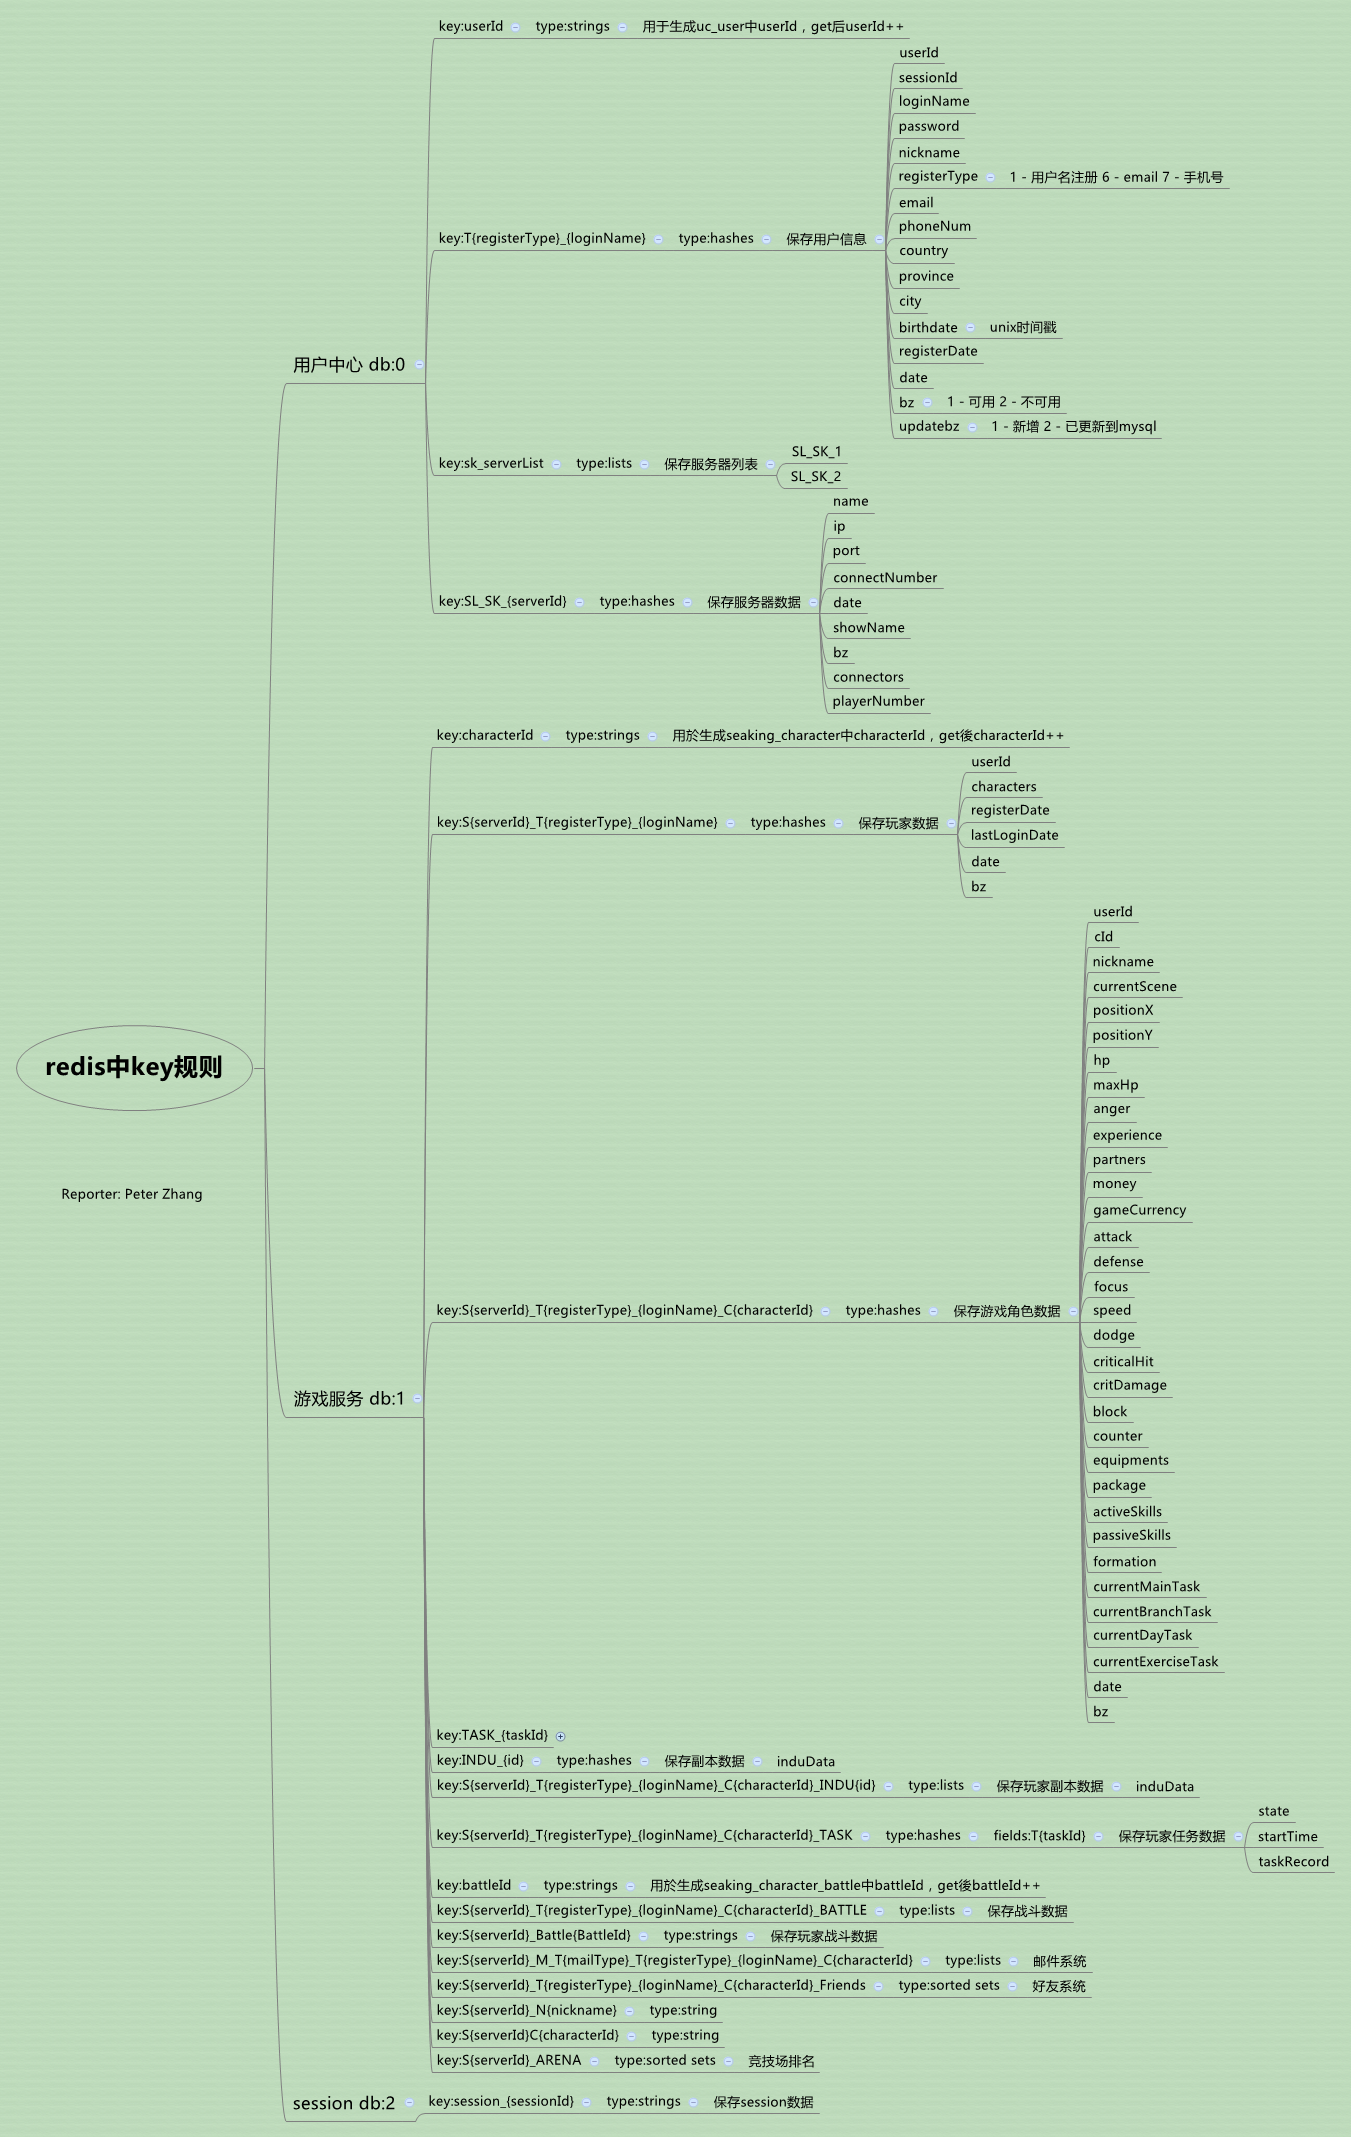 redis中key规则
Reporter: Peter Zhang
用户中心 db:0
key:userId type:strings 用于生成uc_user中userId，get后userId++
key:T{registerType}_{loginName} type:hashes 保存用户信息
userId
sessionId
loginName
password
nickname
registerType 1 - 用户名注册 6 - email 7 - 手机号
email
phoneNum
country
province
city
birthdate unix时间戳
registerDate
date
bz 1 - 可用 2 - 不可用
updatebz 1 - 新增 2 - 已更新到mysql
key:sk_serverList type:lists 保存服务器列表
SL_SK_1
SL_SK_2
key:SL_SK_{serverId} type:hashes 保存服务器数据
name
ip
port
connectNumber
date
showName
bz
connectors
playerNumber
游戏服务 db:1
key:characterId type:strings 用於生成seaking_character中characterId，get後characterId++
key:S{serverId}_T{registerType}_{loginName} type:hashes 保存玩家数据
userId
characters
registerDate
lastLoginDate
date
bz
key:S{serverId}_T{registerType}_{loginName}_C{characterId} type:hashes 保存游戏角色数据
userId
cId
nickname
currentScene
positionX
positionY
hp
maxHp
anger
experience
partners
money
gameCurrency
attack
defense
focus
speed
dodge
criticalHit
critDamage
block
counter
equipments
package
activeSkills
passiveSkills
formation
currentMainTask
currentBranchTask
currentDayTask
currentExerciseTask
date
bz
key:TASK_{taskId}
key:INDU_{id} type:hashes 保存副本数据 induData
key:S{serverId}_T{registerType}_{loginName}_C{characterId}_INDU{id} type:lists 保存玩家副本数据 induData
key:S{serverId}_T{registerType}_{loginName}_C{characterId}_TASK type:hashes fields:T{taskId} 保存玩家任务数据
state
startTime
taskRecord
key:battleId type:strings 用於生成seaking_character_battle中battleId，get後battleId++
key:S{serverId}_T{registerType}_{loginName}_C{characterId}_BATTLE type:lists 保存战斗数据
key:S{serverId}_Battle{BattleId} type:strings 保存玩家战斗数据
key:S{serverId}_M_T{mailType}_T{registerType}_{loginName}_C{characterId} type:lists 邮件系统
key:S{serverId}_T{registerType}_{loginName}_C{characterId}_Friends type:sorted sets 好友系统
key:S{serverId}_N{nickname} type:string
key:S{serverId}C{characterId} type:string
key:S{serverId}_ARENA type:sorted sets 竞技场排名
session db:2
key:session_{sessionId} type:strings 保存session数据